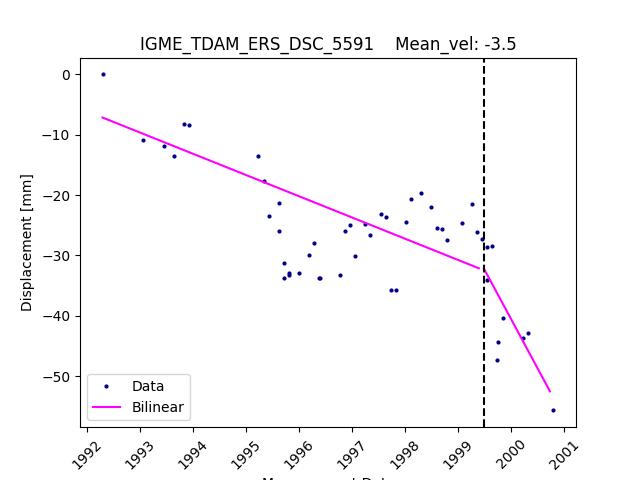 IGME_TDAM_ERS_DSC_5591    Mean_vel: -3.5
Displacement [mm]
0
−10
−20
−30
−40
−50
Data
Bilinear
1992 1993 1994 1995 1996 1997 1998 1999 2000 2001